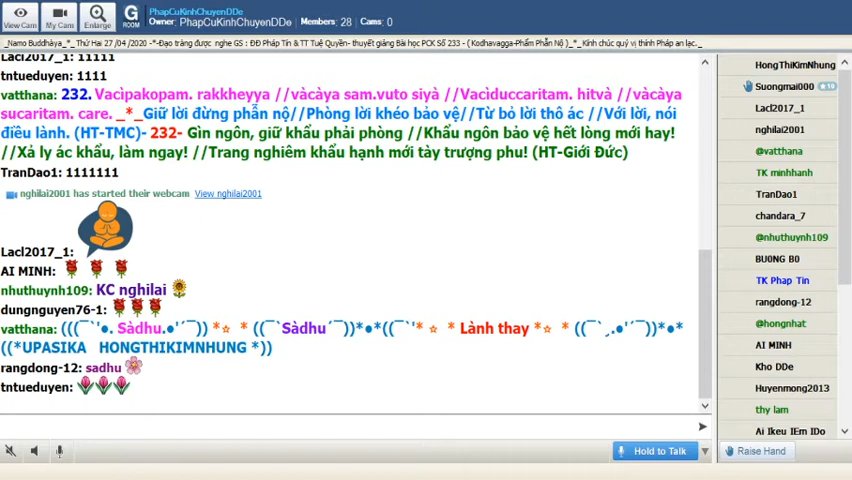 View Cam
My Cam
Enlarge
G
ROOM
PhapCuKinhChuyenDDe
Owner: PhapCuKinhChuyenDDe Members: 28 Cams: 0
_Namo Buddhàya_*_ Thứ Hai 27 /04 /2020 -*-Đạo tràng được nghe GS : ĐĐ Pháp Tín & TT Tuệ Quyền- thuyết giảng Bài học PCK Số 233 - ( Kodhavagga-Phẩm Phẫn Nộ )_*_ Kính chúc quý vị thính Pháp an lạc._
Lacl2017_1: 11111
tntueduyen: 1111
vatthana: 232. Vacìpakopam. rakkheyya //vàcàya sam.vuto siyà //Vacìduccaritam. hitvà //vàcàya
sucaritam. care. _*_Giữ lời đừng phẫn nộ//Phòng lời khéo bảo vệ//Từ bỏ lời thô ác //Với lời, nói
điều lành. (HT-TMC)- 232- Gìn ngôn, giữ khẩu phải phòng //Khẩu ngôn bảo vệ hết lòng mới hay!
//Xả ly ác khẩu, làm ngay! //Trang nghiêm khẩu hạnh mới tày trượng phu! (HT-Giới Đức)
TranDao1: 1111111
nghilai2001 has started their webcam View nghilai2001
Lacl2017_1:
AI MINH:
nhuthuynh109: KC nghilai
dungnguyen76-1:
vatthana: (((¯`'•. Sàdhu.•'´¯)) *☆ * ((¯`Sàdhu´¯))*•*((¯`'* ☆ * Lành thay *☆ * ((¯`¸.•'´¯))*•*
((*UPASIKA HONGTHIKIMNHUNG *))
rangdong-12: sadhu
tntueduyen:
Hold to Talk
HongThiKimNhung
Suongmai000 ★10
Lacl2017_1
nghilai2001
@vatthana
TK minhhanh
TranDao1
chandara_7
@nhuthuynh109
BU0NG B0
TK Phap Tin
rangdong-12
@hongnhat
AI MINH
Kho DDe
Huyenmong2013
thy lam
Ai Ikeu IEm IDo
Raise Hand